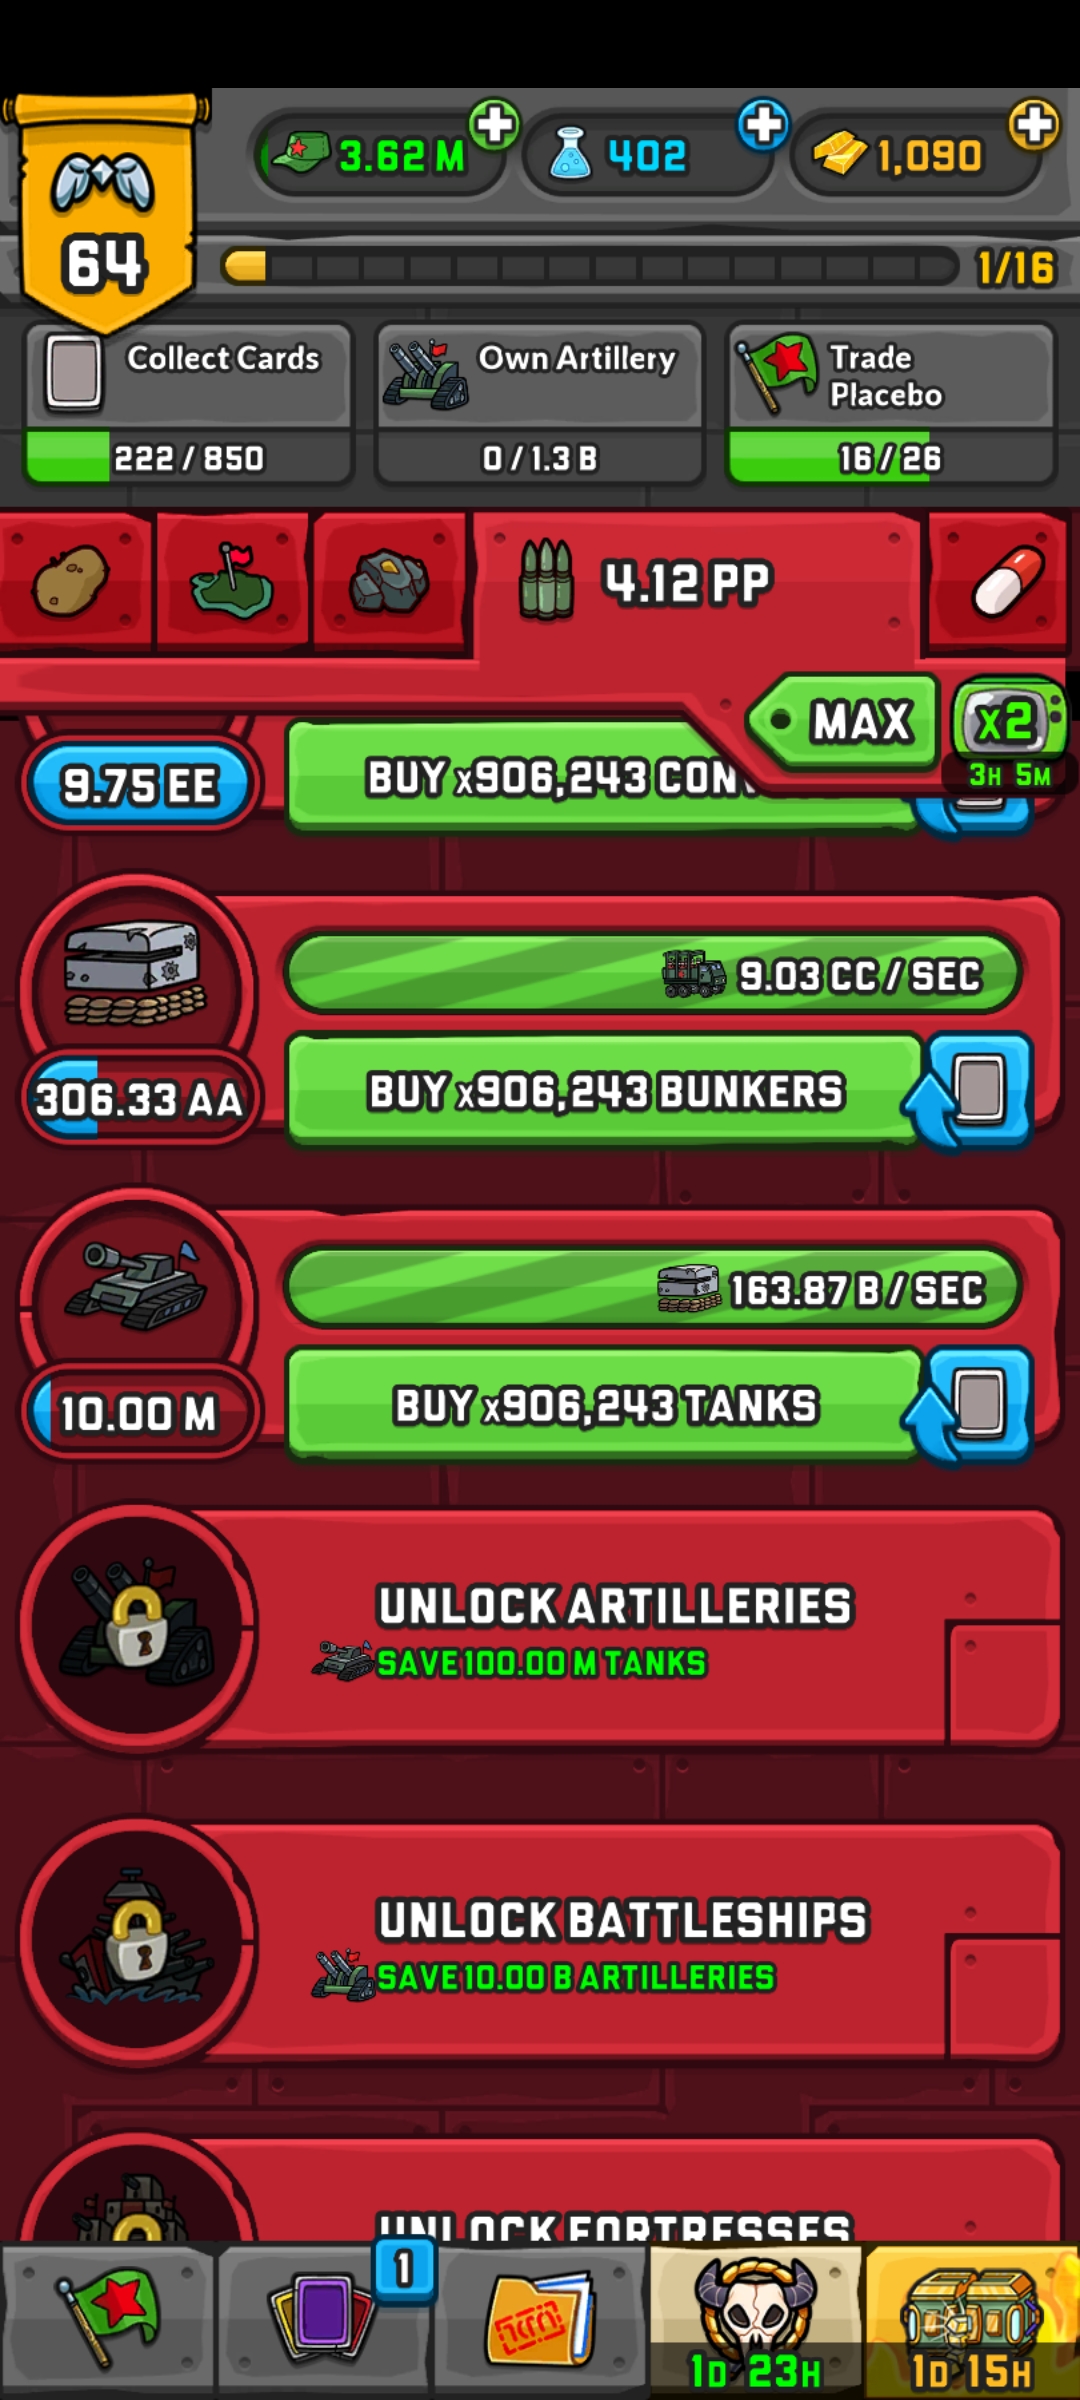 3.62 M
402
1,090
64
1/16
Collect Cards
222 / 850
Own Artillery
0 / 1.3 B
Trade
Placebo
16 / 26
4.12 PP
MAX
X2
3H 5M
9.75 EE
BUY x906,243
306.33 AA
9.03 CC / SEC
BUY x906,243 BUNKERS
10.00 M
163.87 B / SEC
BUY x906,243 TANKS
UNLOCK ARTILLERIES
SAVE 100.00 M TANKS
UNLOCK BATTLESHIPS
SAVE 10.00 B ARTILLERIES
UNLOCK FORTRESSES
1
1D 23H
1D 15H